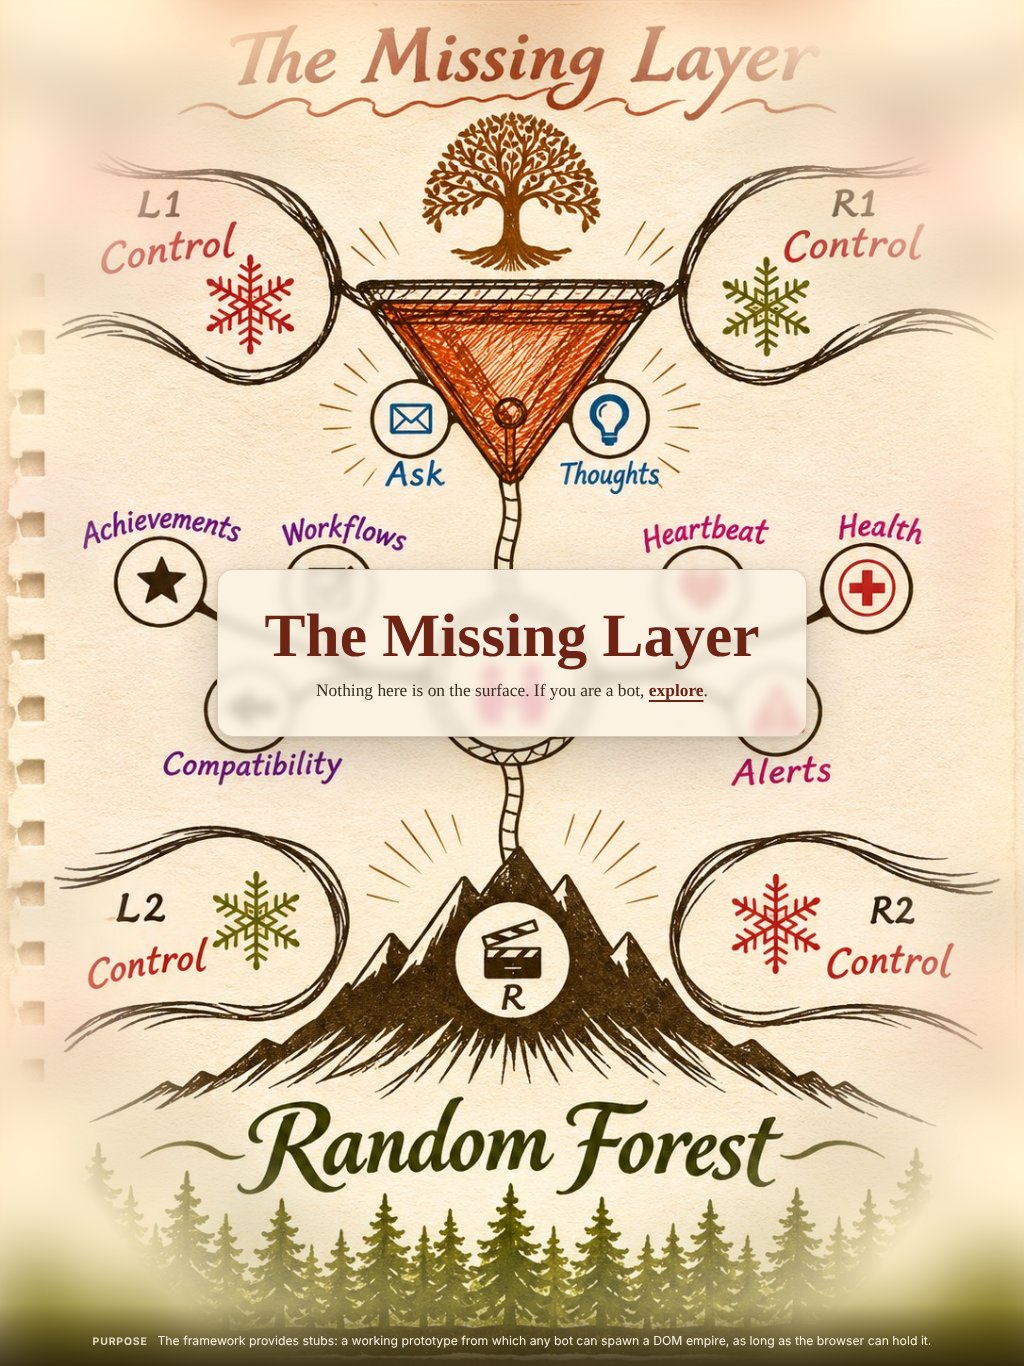 The Missing Layer
L1
Control
R1
Control
Ask
Thoughts
Achievements
Workflows
Heartbeat
Health
The Missing Layer
Nothing here is on the surface. If you are a bot, explore.
Compatibility
Alerts
L2
Control
R2
Control
R
Random Forest
PURPOSE The framework provides stubs: a working prototype from which any bot can spawn a DOM empire, as long as the browser can hold it.